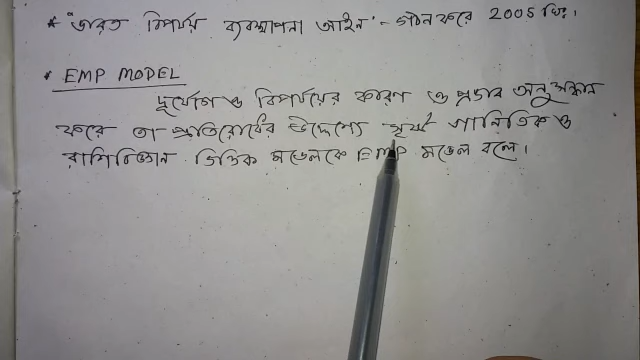 * "ভারত বিপর্যয় ব্যবস্থাপনা আইন" - গঠন করে 2005 খ্রিঃ।
• EMP MODEL
দুর্যোগ ও বিপর্যয়ের কারণ ও প্রভাব অনুসন্ধান
করে তা প্রতিরোধের উদ্দেশ্যে সৃষ্ট গানিতিক ও
রাশিবিজ্ঞান ভিত্তিক মডেলকে EMP মডেল বলে।